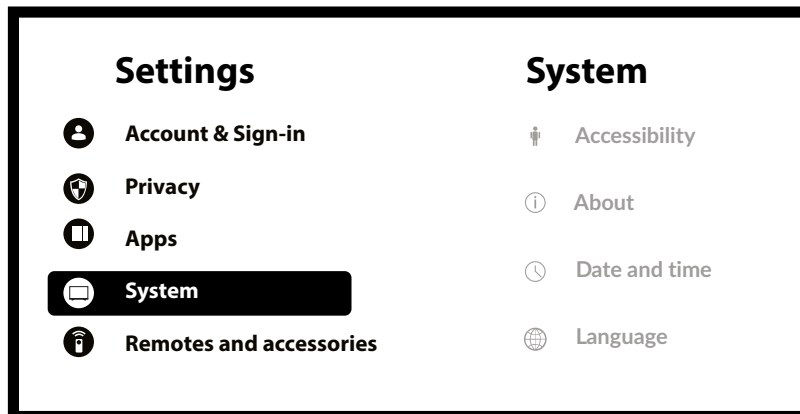 Settings
Account & Sign-in
Privacy
Apps
System
Remotes and accessories
System
Accessibility
About
Date and time
Language